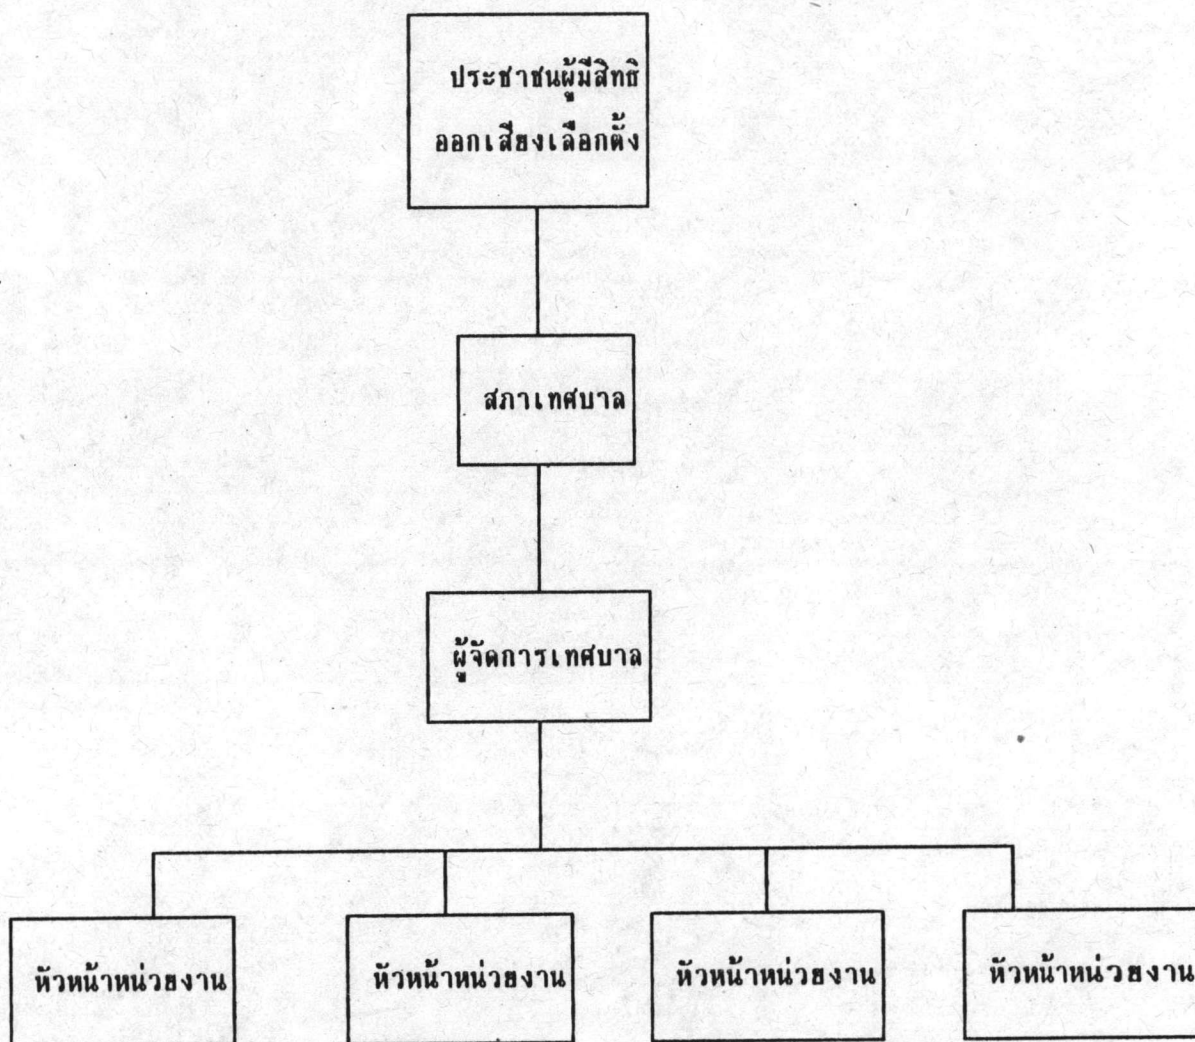 ประชาชนผู้มีสิทธิ
ออกเสียงเลือกตั้ง
สภาเทศบาล
ผู้จัดการเทศบาล
หัวหน้าหน่วยงาน
หัวหน้าหน่วยงาน
หัวหน้าหน่วยงาน
หัวหน้าหน่วยงาน